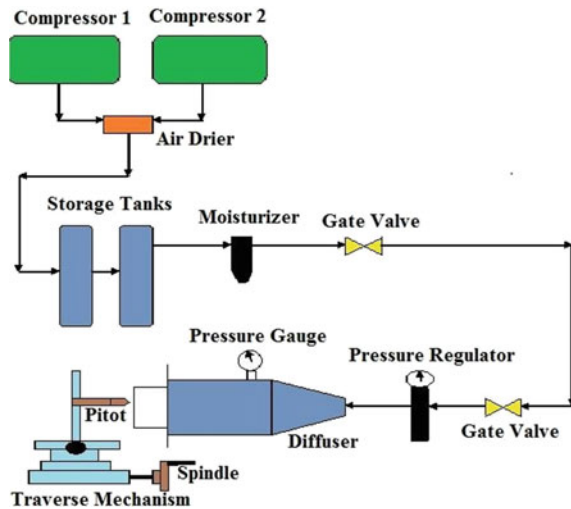 Compressor 1
Compressor 2
Air Drier
Storage Tanks
Moisturizer
Gate Valve
Pressure Gauge
Pressure Regulator
Pitot
Diffuser
Gate Valve
Spindle
Traverse Mechanism